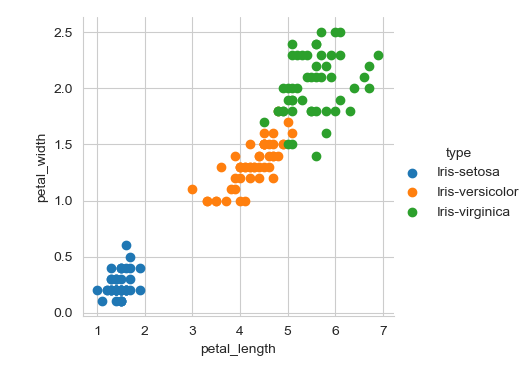 2.5
2.0
1.5
1.0
0.5
0.0
petal_width
1 2 3 4 5 6 7
petal_length
type
Iris-setosa
Iris-versicolor
Iris-virginica